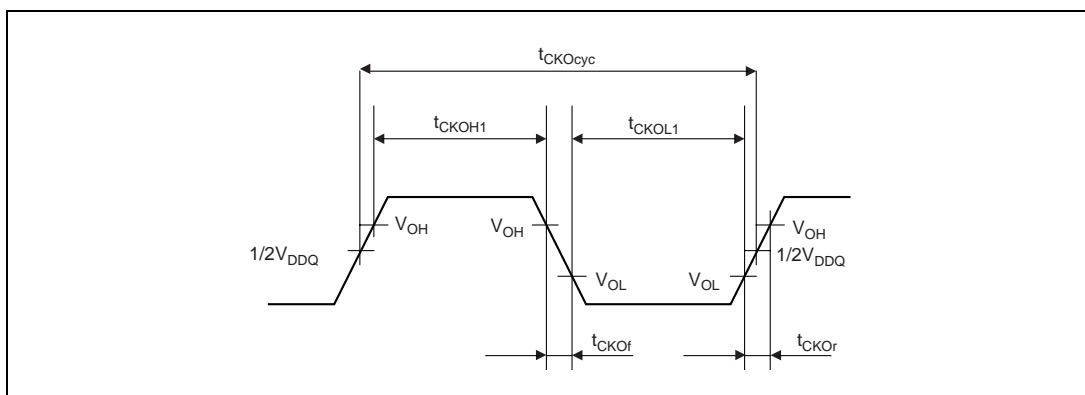 tCKOcyc
tCKOH1
tCKOL1
VOH
VOH
VOH
1/2VDDQ
1/2VDDQ
VOL
VOL
tCKOf
tCKOr